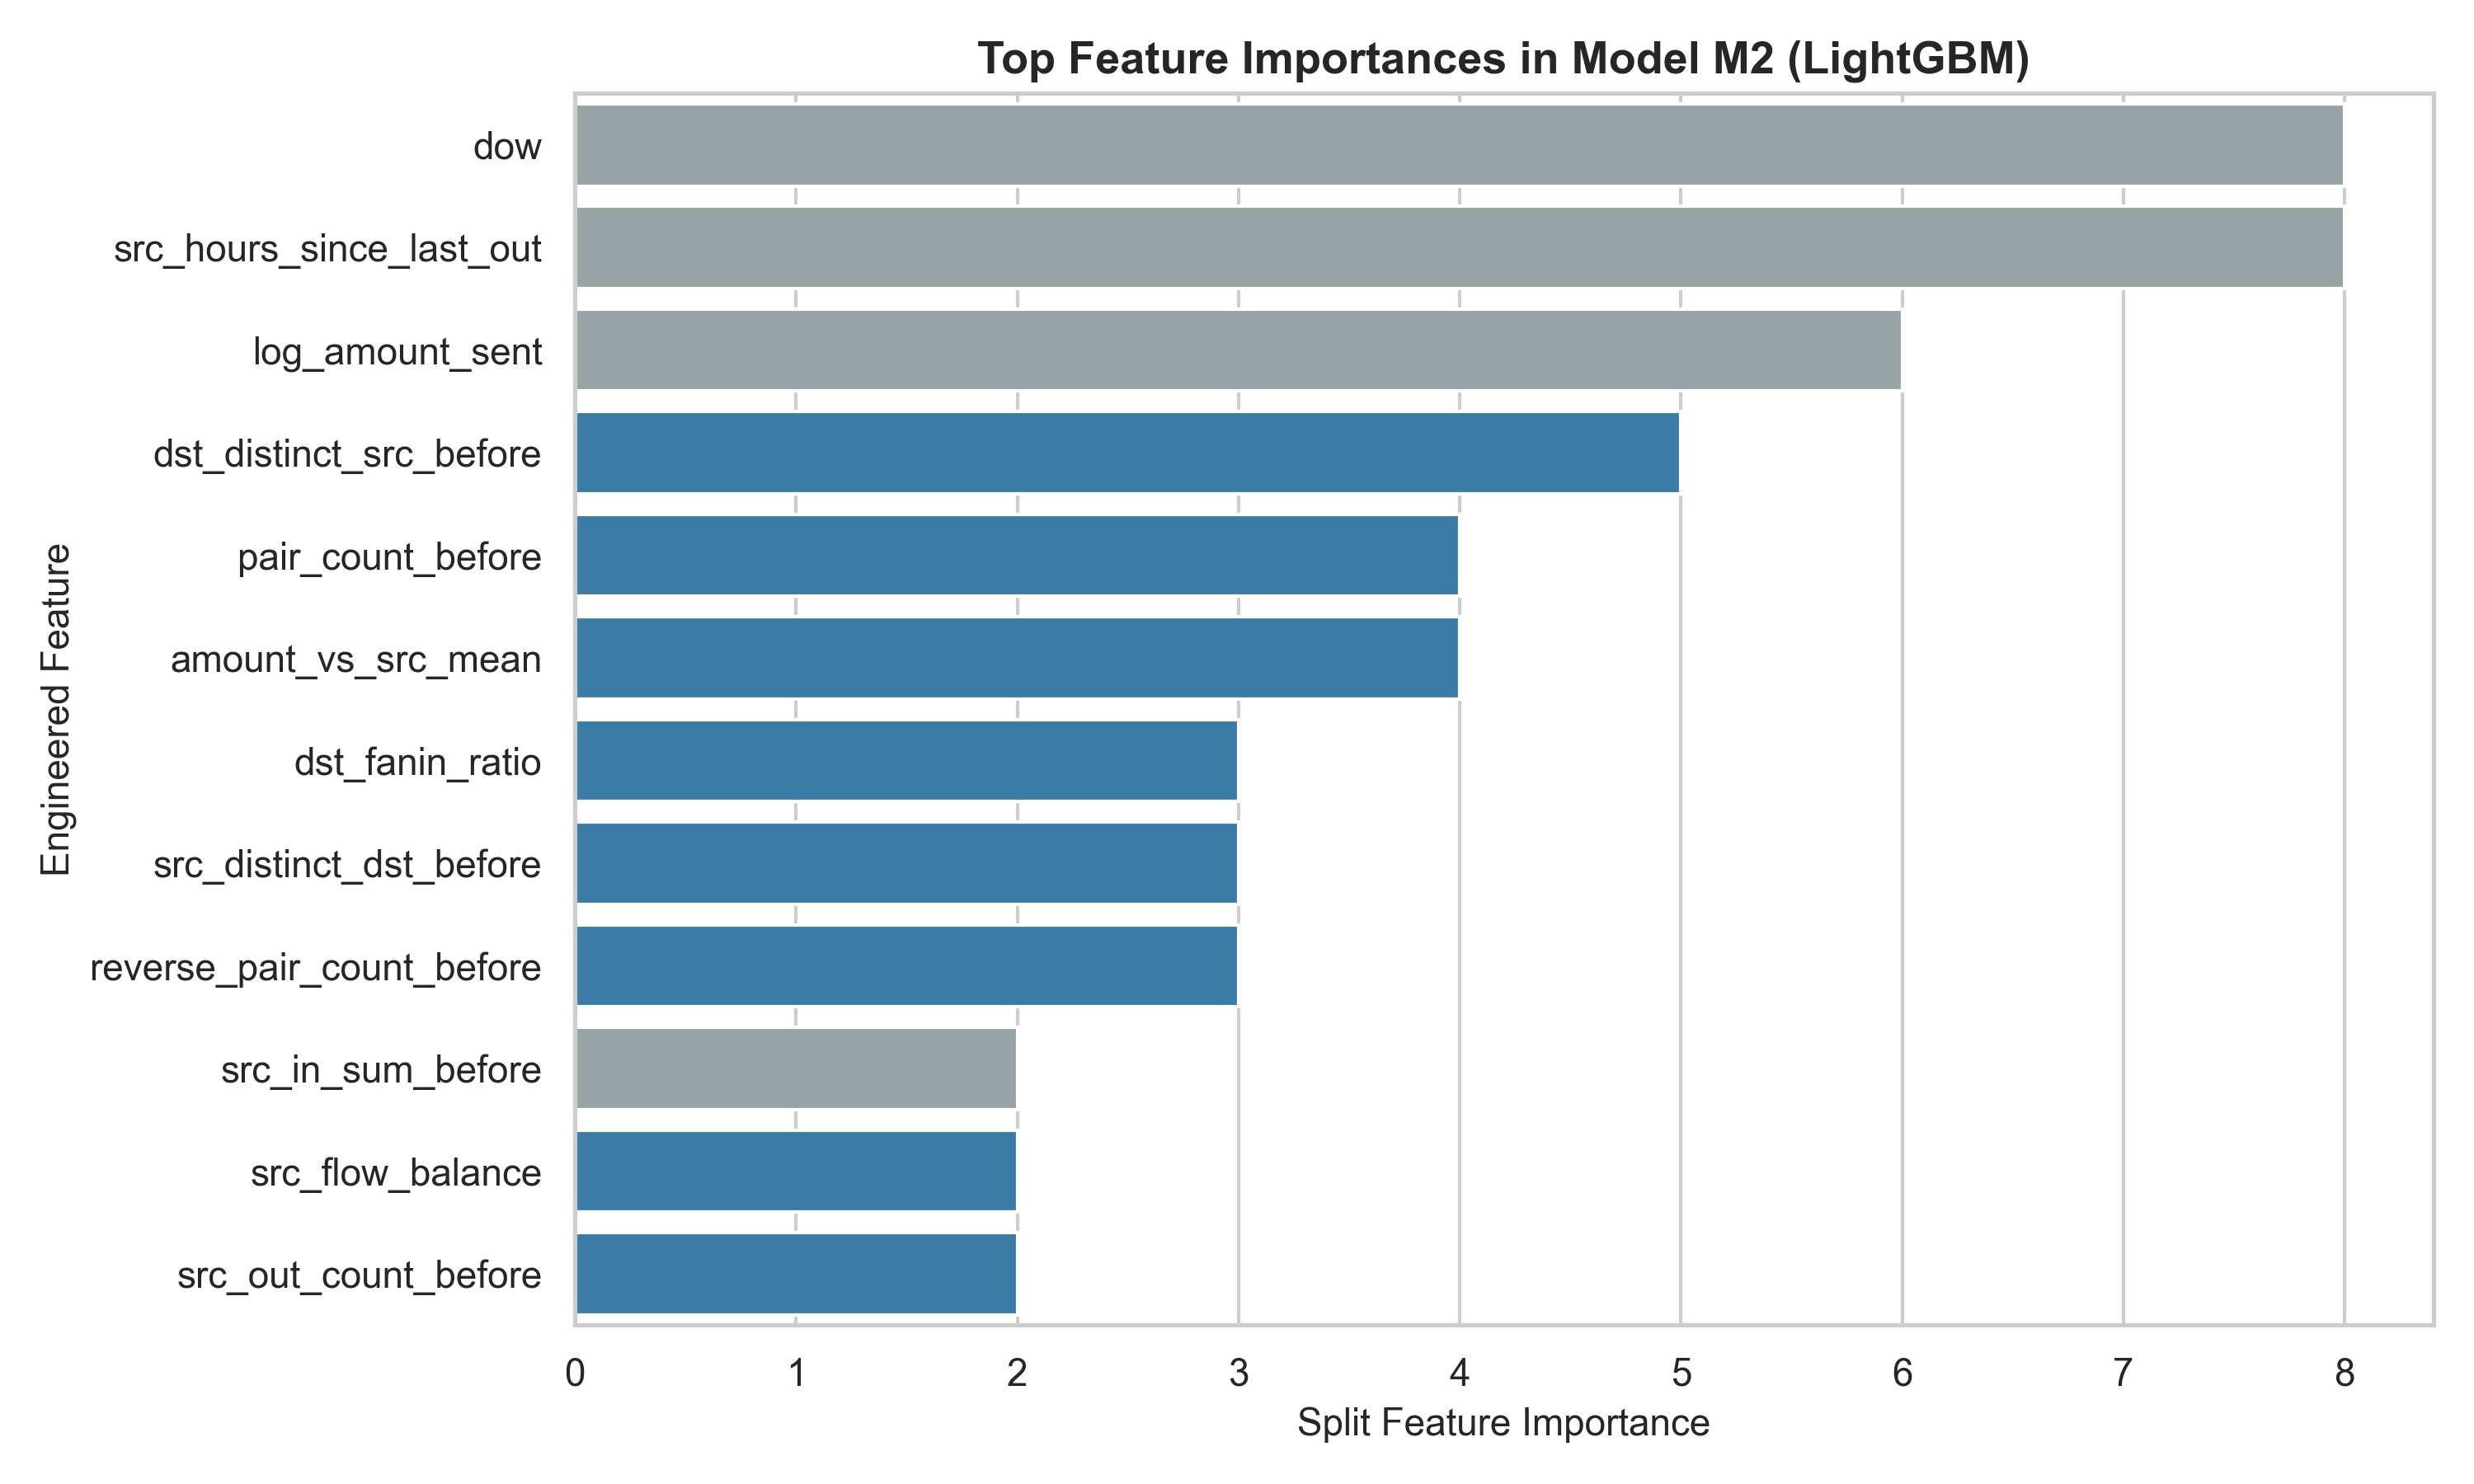 Top Feature Importances in Model M2 (LightGBM)
Engineered Feature
dow
src_hours_since_last_out
log_amount_sent
dst_distinct_src_before
pair_count_before
amount_vs_src_mean
dst_fanin_ratio
src_distinct_dst_before
reverse_pair_count_before
src_in_sum_before
src_flow_balance
src_out_count_before
0 1 2 3 4 5 6 7 8
Split Feature Importance